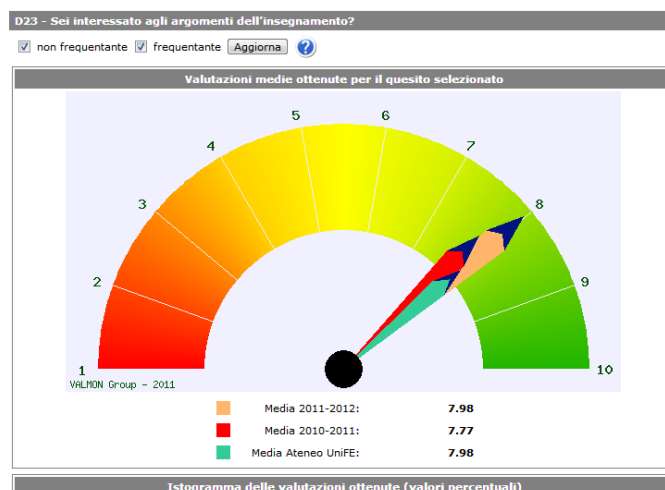 D23 - Sei interessato agli argomenti dell'insegnamento?
non frequentante frequentante Aggiorna ?
Valutazioni medie ottenute per il quesito selezionato
1
2
3
4
5
6
7
8
9
10
VALMON Group - 2011
Media 2011-2012: 7.98
Media 2010-2011: 7.77
Media Ateneo UniFE: 7.98
Istogramma delle valutazioni ottenute (valori percentuali)